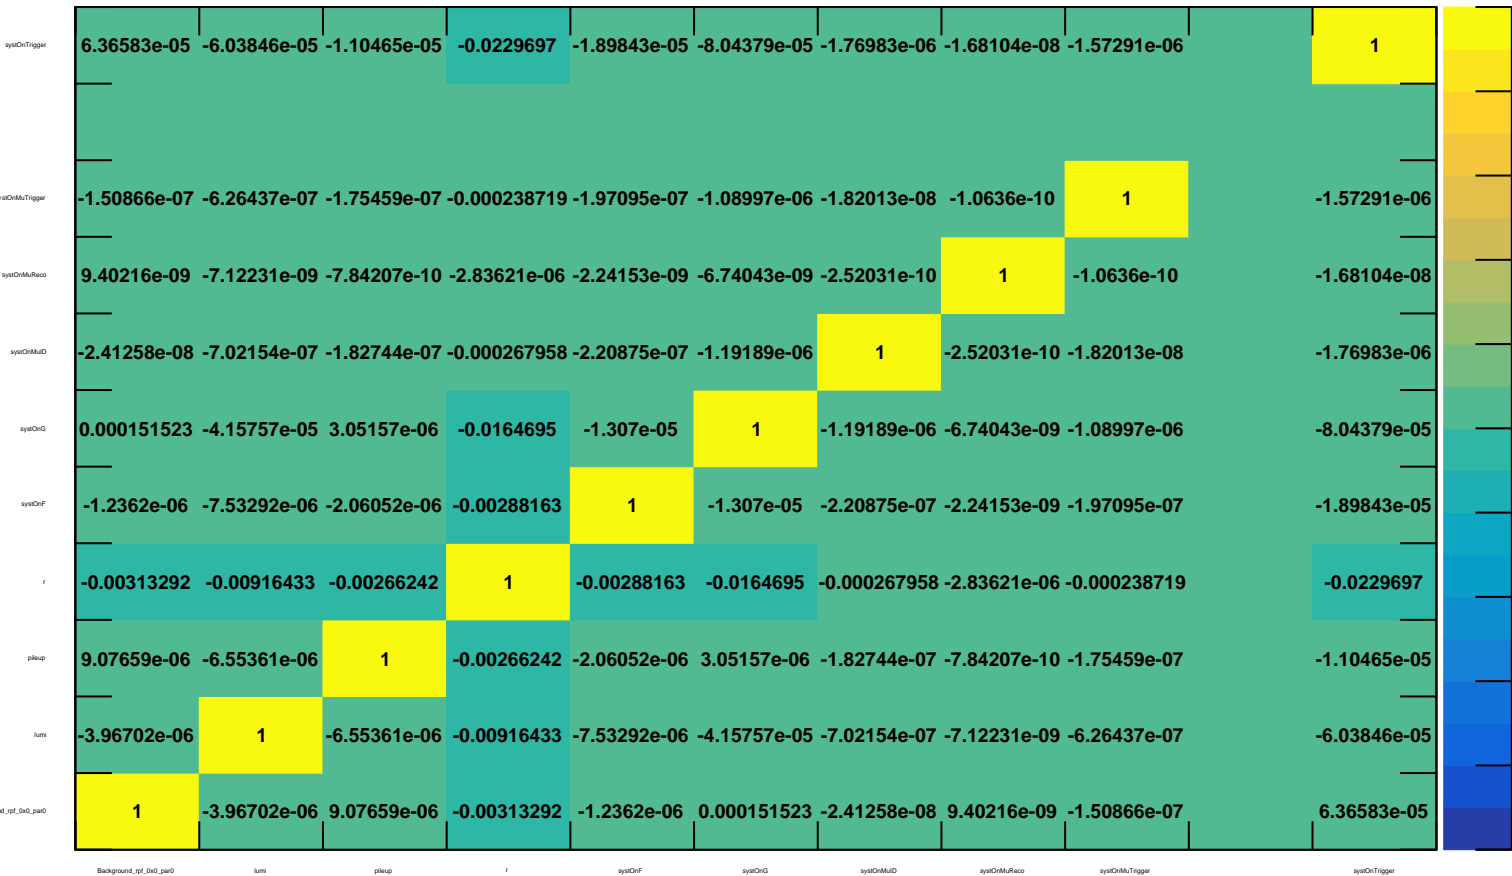 systOnTrigger 6.36583e-05 -6.03846e-05 -1.10465e-05 -0.0229697 -1.89843e-05 -8.04379e-05 -1.76983e-06 -1.68104e-08 -1.57291e-06 1
stOnMuTrigger -1.50866e-07 -6.26437e-07 -1.75459e-07 -0.000238719 -1.97095e-07 -1.08997e-06 -1.82013e-08 -1.0636e-10 1 -1.57291e-06
systOnMuReco 9.40216e-09 -7.12231e-09 -7.84207e-10 -2.83621e-06 -2.24153e-09 -6.74043e-09 -2.52031e-10 1 -1.0636e-10 -1.68104e-08
systOnMuID -2.41258e-08 -7.02154e-07 -1.82744e-07 -0.000267958 -2.20875e-07 -1.19189e-06 1 -2.52031e-10 -1.82013e-08 -1.76983e-06
systOnG 0.000151523 -4.15757e-05 3.05157e-06 -0.0164695 -1.307e-05 1 -1.19189e-06 -6.74043e-09 -1.08997e-06 -8.04379e-05
systOnF -1.2362e-06 -7.53292e-06 -2.06052e-06 -0.00288163 1 -1.307e-05 -2.20875e-07 -2.24153e-09 -1.97095e-07 -1.89843e-05
r -0.00313292 -0.00916433 -0.00266242 1 -0.00288163 -0.0164695 -0.000267958 -2.83621e-06 -0.000238719 -0.0229697
pileup 9.07659e-06 -6.55361e-06 1 -0.00266242 -2.06052e-06 3.05157e-06 -1.82744e-07 -7.84207e-10 -1.75459e-07 -1.10465e-05
lumi -3.96702e-06 1 -6.55361e-06 -0.00916433 -7.53292e-06 -4.15757e-05 -7.02154e-07 -7.12231e-09 -6.26437e-07 -6.03846e-05
d_rpf_0x0_par0 1 -3.96702e-06 9.07659e-06 -0.00313292 -1.2362e-06 0.000151523 -2.41258e-08 9.40216e-09 -1.50866e-07 6.36583e-05
Background_rpf_0x0_par0 lumi pileup r systOnF systOnG systOnMuID systOnMuReco systOnMuTrigger systOnTrigger